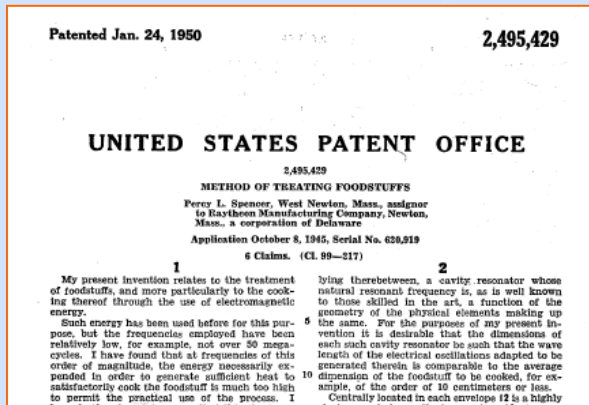 Patented Jan. 24, 1950
2,495,429
UNITED STATES PATENT OFFICE
2,495,429
METHOD OF TREATING FOODSTUFFS
Percy L. Spencer, West Newton, Mass., assignor
to Raytheon Manufacturing Company, Newton,
Mass., a corporation of Delaware
Application October 8, 1945, Serial No. 620,919
6 Claims. (Cl. 99—217)
1
My present invention relates to the treatment
of foodstuffs, and more particularly to the cook-
ing thereof through the use of electromagnetic
energy.
Such energy has been used before for this pur-
pose, but the frequencies employed have been
relatively low, for example, not over 50 mega-
cycles. I have found that at frequencies of this
order of magnitude, the energy necessarily ex-
pended in order to generate sufficient heat to
satisfactorily cook the foodstuff is much too high
to permit the practical use of the process. I
2
lying therebetween, a cavity resonator whose
natural resonant frequency is, as is well known
to those skilled in the art, a function of the
geometry of the physical elements making up
5 the same. For the purposes of my present in-
vention it is desirable that the dimensions of
each such cavity resonator be such that the wave
length of the electrical oscillations adapted to be
generated therein is comparable to the average
10 dimension of the foodstuff to be cooked, for ex-
ample, of the order of 10 centimeters or less.
Centrally located in each envelope 12 is a highly